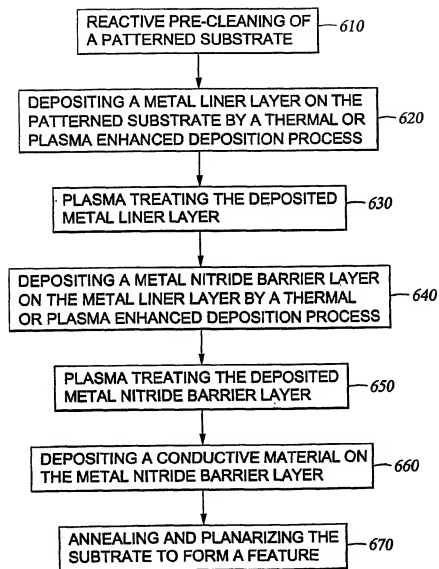 REACTIVE PRE-CLEANING OF
A PATTERNED SUBSTRATE
610
DEPOSITING A METAL LINER LAYER ON THE
PATTERNED SUBSTRATE BY A THERMAL OR
PLASMA ENHANCED DEPOSITION PROCESS
620
PLASMA TREATING THE DEPOSITED
METAL LINER LAYER
630
DEPOSITING A METAL NITRIDE BARRIER LAYER
ON THE METAL LINER LAYER BY A THERMAL
OR PLASMA ENHANCED DEPOSITION PROCESS
640
PLASMA TREATING THE DEPOSITED
METAL NITRIDE BARRIER LAYER
650
DEPOSITING A CONDUCTIVE MATERIAL ON
THE METAL NITRIDE BARRIER LAYER
660
ANNEALING AND PLANARIZING THE
SUBTRATE TO FORM A FEATURE
670